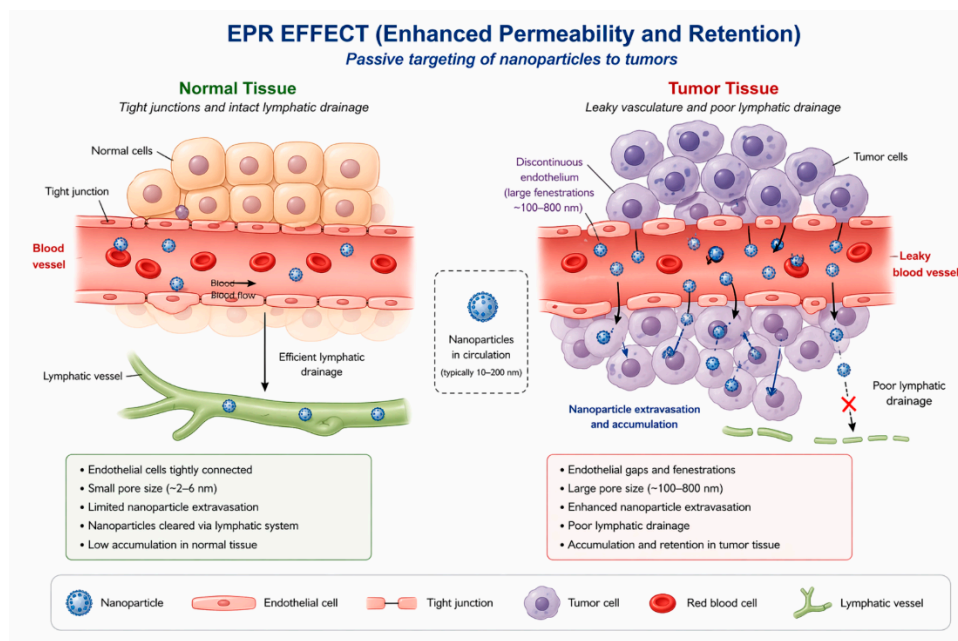 EPR EFFECT (Enhanced Permeability and Retention)
Passive targeting of nanoparticles to tumors
Normal Tissue
Tight junctions and intact lymphatic drainage
Normal cells
Tight junction
Blood
vessel
Blood
Blood flow
Efficient lymphatic
drainage
Lymphatic vessel
• Endothelial cells tightly connected
• Small pore size (~2–6 nm)
• Limited nanoparticle extravasation
• Nanoparticles cleared via lymphatic system
• Low accumulation in normal tissue
Nanoparticles
in circulation
(typically 10–200 nm)
Tumor Tissue
Leaky vasculature and poor lymphatic drainage
Discontinuous
endothelium
(large fenestrations
~100–800 nm)
Tumor cells
Leaky
blood vessel
Nanoparticle extravasation
and accumulation
Poor lymphatic
drainage
• Endothelial gaps and fenestrations
• Large pore size (~100–800 nm)
• Enhanced nanoparticle extravasation
• Poor lymphatic drainage
• Accumulation and retention in tumor tissue
Nanoparticle
Endothelial cell
Tight junction
Tumor cell
Red blood cell
Lymphatic vessel